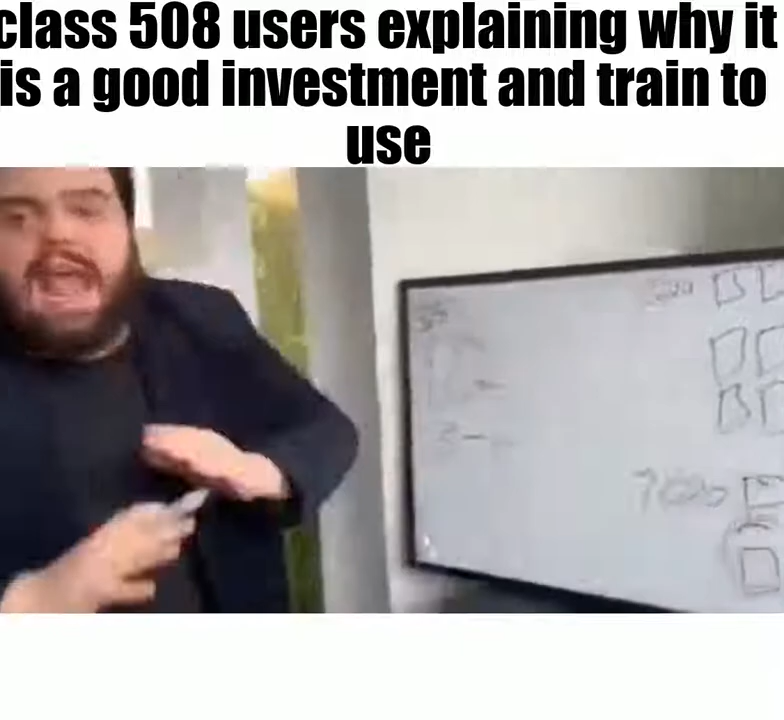 class 508 users explaining why it
is a good investment and train to
use